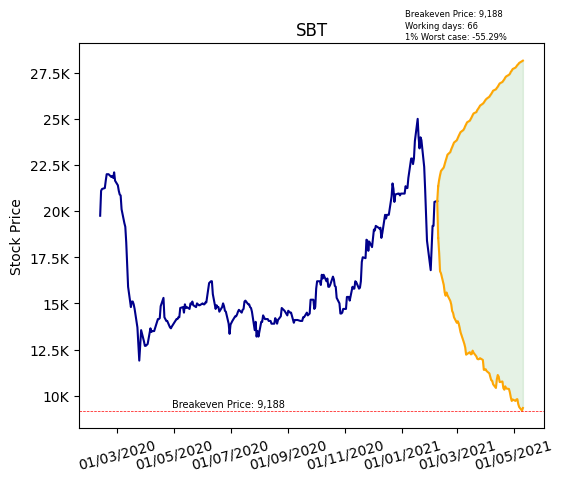 Breakeven Price: 9,188
Working days: 66
1% Worst case: -55.29%
SBT
Stock Price
27.5K
25K
22.5K
20K
17.5K
15K
12.5K
10K
Breakeven Price: 9,188
01/03/2020
01/05/2020
01/07/2020
01/09/2020
01/11/2020
01/01/2021
01/03/2021
01/05/2021